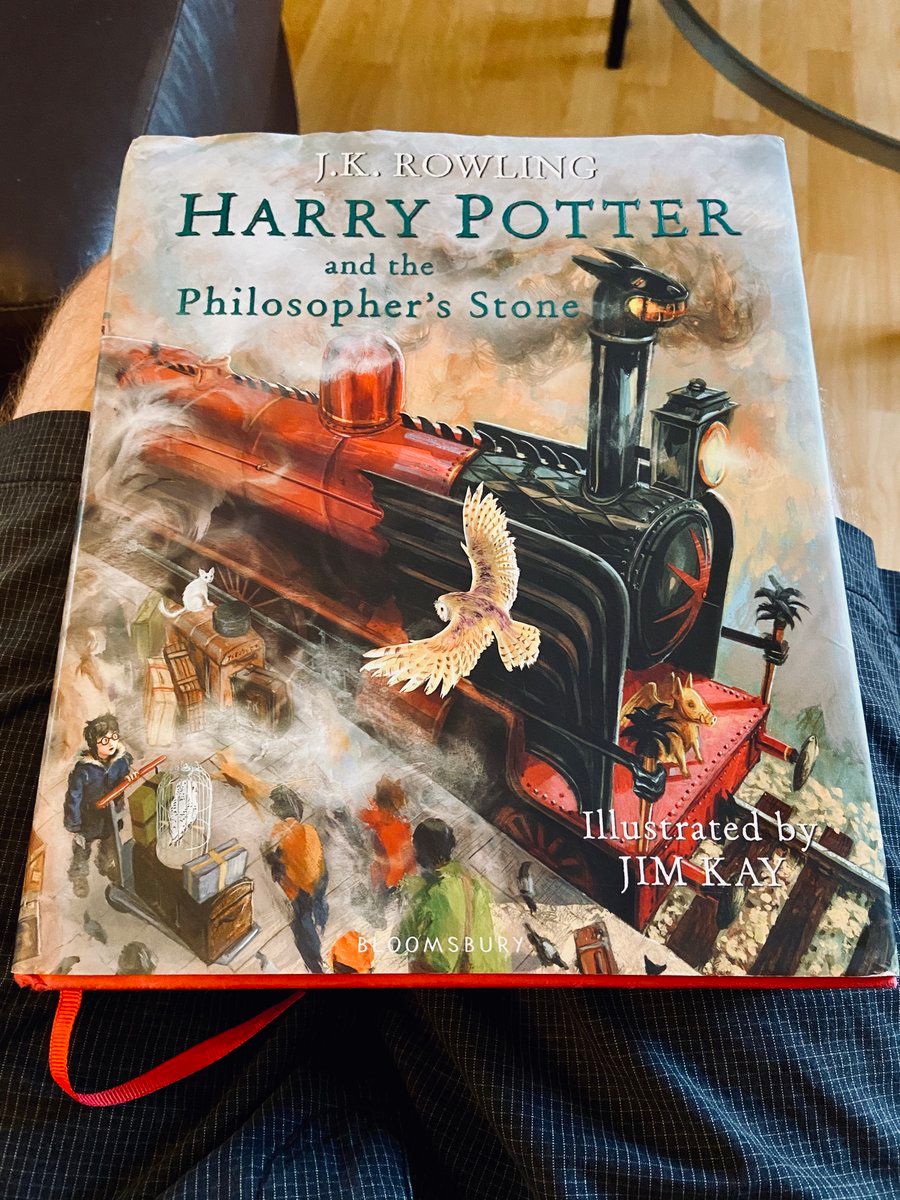 J.K. ROWLING
HARRY POTTER
and the
Philosopher's Stone
Illustrated by
JIM KAY
BLOOMSBURY